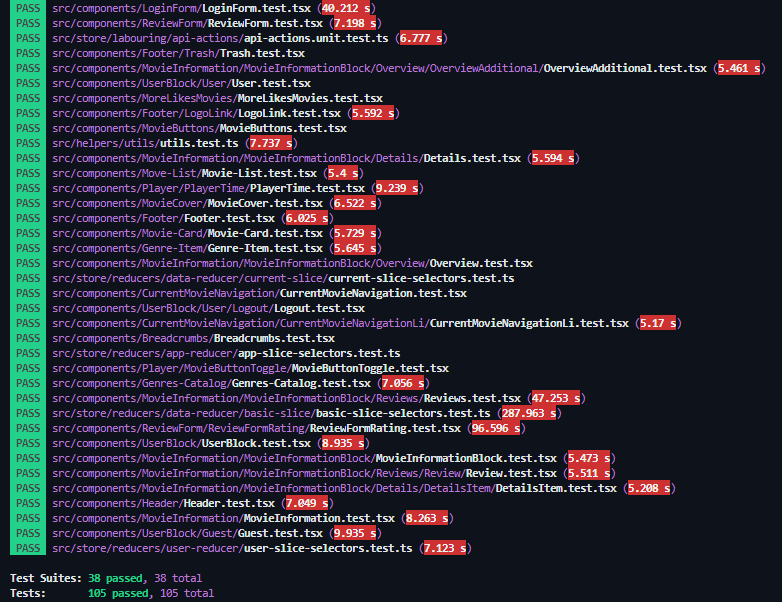 PASS src/components/LoginForm/LoginForm.test.tsx (40.212 s)
PASS src/components/ReviewForm/ReviewForm.test.tsx (7.198 s)
PASS src/store/labouring/api-actions/api-actions.unit.test.ts (6.777 s)
PASS src/components/Footer/Trash/Trash.test.tsx
PASS src/components/MovieInformation/MovieInformationBlock/Overview/OverviewAdditional/OverviewAdditional.test.tsx (5.461 s)
PASS src/components/UserBlock/User/User.test.tsx
PASS src/components/MoreLikesMovies/MoreLikesMovies.test.tsx
PASS src/components/Footer/LogoLink/LogoLink.test.tsx (5.592 s)
PASS src/components/MovieButtons/MovieButtons.test.tsx
PASS src/helpers/utils/utils.test.ts (7.737 s)
PASS src/components/MovieInformation/MovieInformationBlock/Details/Details.test.tsx (5.594 s)
PASS src/components/Move-List/Movie-List.test.tsx (5.4 s)
PASS src/components/Player/PlayerTime/PlayerTime.test.tsx (9.239 s)
PASS src/components/MovieCover/MovieCover.test.tsx (6.522 s)
PASS src/components/Footer/Footer.test.tsx (6.025 s)
PASS src/components/Movie-Card/Movie-Card.test.tsx (5.729 s)
PASS src/components/Genre-Item/Genre-Item.test.tsx (5.645 s)
PASS src/components/MovieInformation/MovieInformationBlock/Overview/Overview.test.tsx
PASS src/store/reducers/data-reducer/current-slice/current-slice-selectors.test.ts
PASS src/components/CurrentMovieNavigation/CurrentMovieNavigation.test.tsx
PASS src/components/UserBlock/User/Logout/Logout.test.tsx
PASS src/components/CurrentMovieNavigation/CurrentMovieNavigationLi/CurrentMovieNavigationLi.test.tsx (5.17 s)
PASS src/components/Breadcrumbs/Breadcrumbs.test.tsx
PASS src/store/reducers/app-reducer/app-slice-selectors.test.ts
PASS src/components/Player/MovieButtonToggle/MovieButtonToggle.test.tsx
PASS src/components/Genres-Catalog/Genres-Catalog.test.tsx (7.056 s)
PASS src/components/MovieInformation/MovieInformationBlock/Reviews/Reviews.test.tsx (47.253 s)
PASS src/store/reducers/data-reducer/basic-slice/basic-slice-selectors.test.ts (287.963 s)
PASS src/components/ReviewForm/ReviewFormRating/ReviewFormRating.test.tsx (96.596 s)
PASS src/components/UserBlock/UserBlock.test.tsx (8.935 s)
PASS src/components/MovieInformation/MovieInformationBlock/MovieInformationBlock.test.tsx (5.473 s)
PASS src/components/MovieInformation/MovieInformationBlock/Reviews/Review/Review.test.tsx (5.511 s)
PASS src/components/MovieInformation/MovieInformationBlock/Details/DetailsItem/DetailsItem.test.tsx (5.208 s)
PASS src/components/Header/Header.test.tsx (7.049 s)
PASS src/components/MovieInformation/MovieInformation.test.tsx (8.263 s)
PASS src/components/UserBlock/Guest/Guest.test.tsx (9.935 s)
PASS src/store/reducers/user-reducer/user-slice-selectors.test.ts (7.123 s)
Test Suites: 38 passed, 38 total
Tests: 105 passed, 105 total